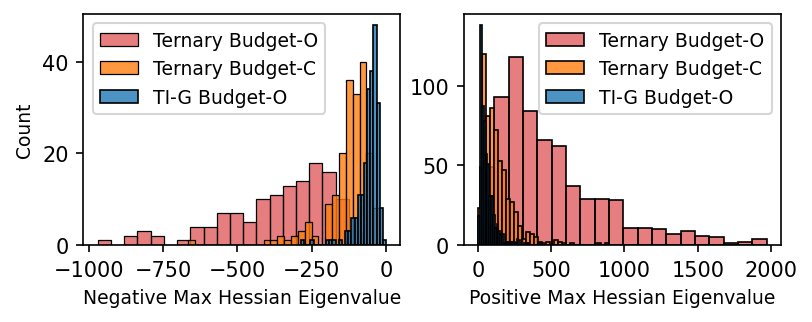 Ternary Budget-O
Ternary Budget-C
TI-G Budget-O
Count
0
20
40
−1000
−750
−500
−250
0
Negative Max Hessian Eigenvalue
Ternary Budget-O
Ternary Budget-C
TI-G Budget-O
0
50
100
0
500
1000
1500
2000
Positive Max Hessian Eigenvalue